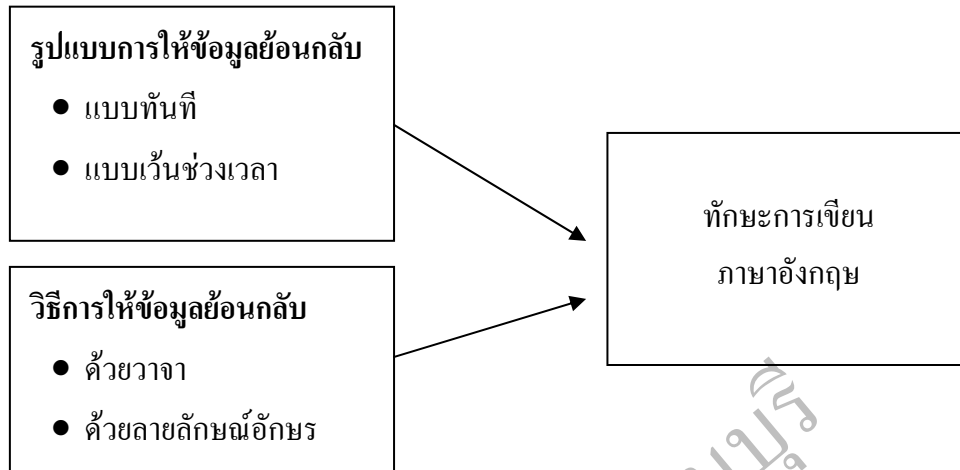 รูปแบบการให้ข้อมูลย้อนกลับ
● แบบทันที
● แบบเว้นช่วงเวลา
วิธีการให้ข้อมูลย้อนกลับ
● ด้วยวาจา
● ด้วยลายลักษณ์อักษร
ทักษะการเขียน
ภาษาอังกฤษ